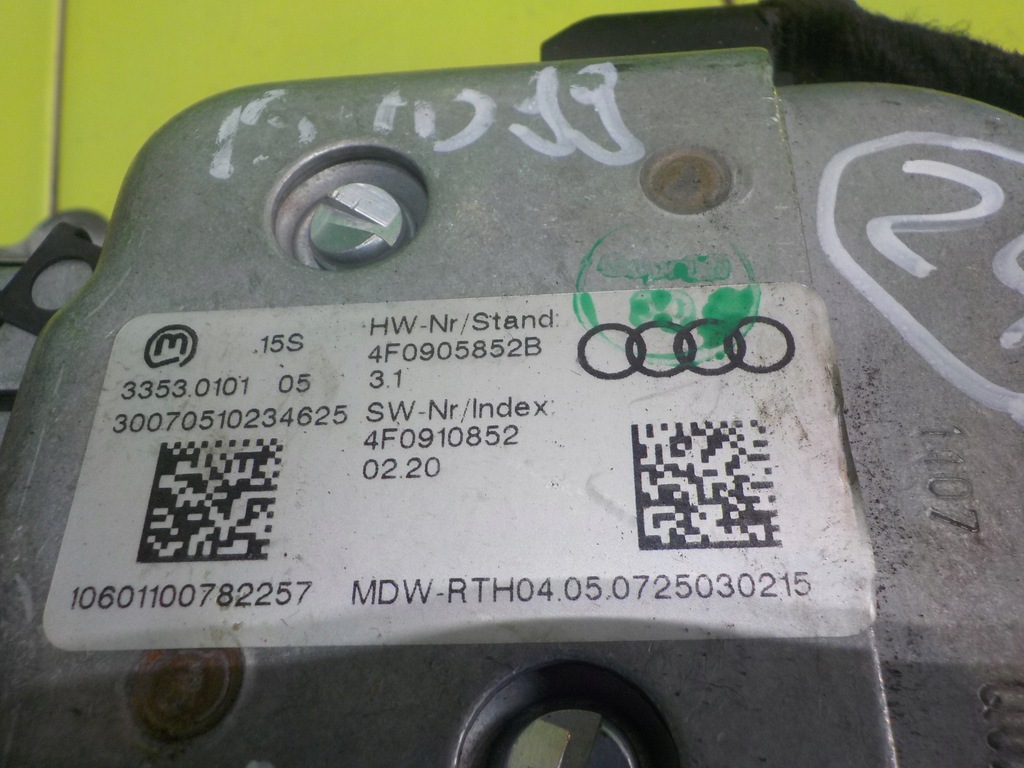 .15S
HW-Nr/Stand:
4F0905852B
3353.0101 05
3.1
30070510234625
SW-Nr/Index:
4F0910852
02.20
10601100782257
MDW-RTH04.05.0725030215
1107